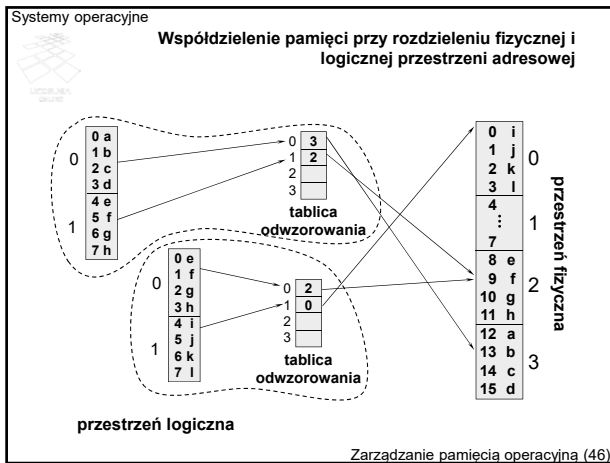 Systemy operacyjne
Współdzielenie pamięci przy rozdzieleniu fizycznej i
logicznej przestrzeni adresowej
0
1
0 a
1 b
2 c
3 d
4 e
5 f
6 g
7 h
0 3
1 2
2
3
tablica
odwzorowania
0
1
0 e
1 f
2 g
3 h
4 i
5 j
6 k
7 l
0 2
1 0
2
3
tablica
odwzorowania
0 i
1 j
2 k
3 l
4
⋮
7
8 e
9 f
10 g
11 h
12 a
13 b
14 c
15 d
0
1
2
3
przestrzeń fizyczna
przestrzeń logiczna
Zarządzanie pamięcią operacyjną (46)